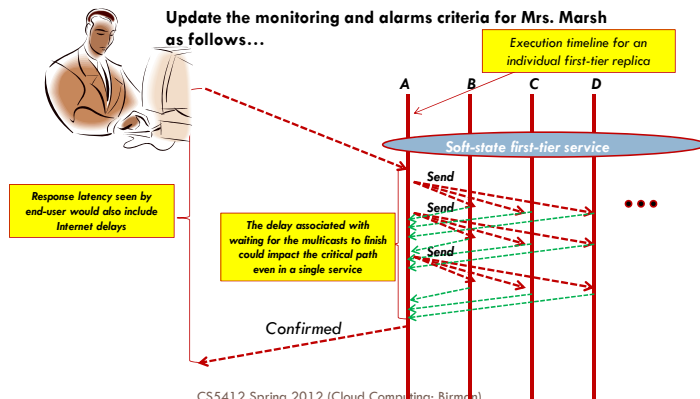 Update the monitoring and alarms criteria for Mrs. Marsh
as follows…
Execution timeline for an
individual first-tier replica
A B C D
Soft-state first-tier service
Send
Send
Send
Response latency seen by
end-user would also include
Internet delays
The delay associated with
waiting for the multicasts to finish
could impact the critical path
even in a single service
Confirmed
CS5412 Spring 2012 (Cloud Computing: Birman)